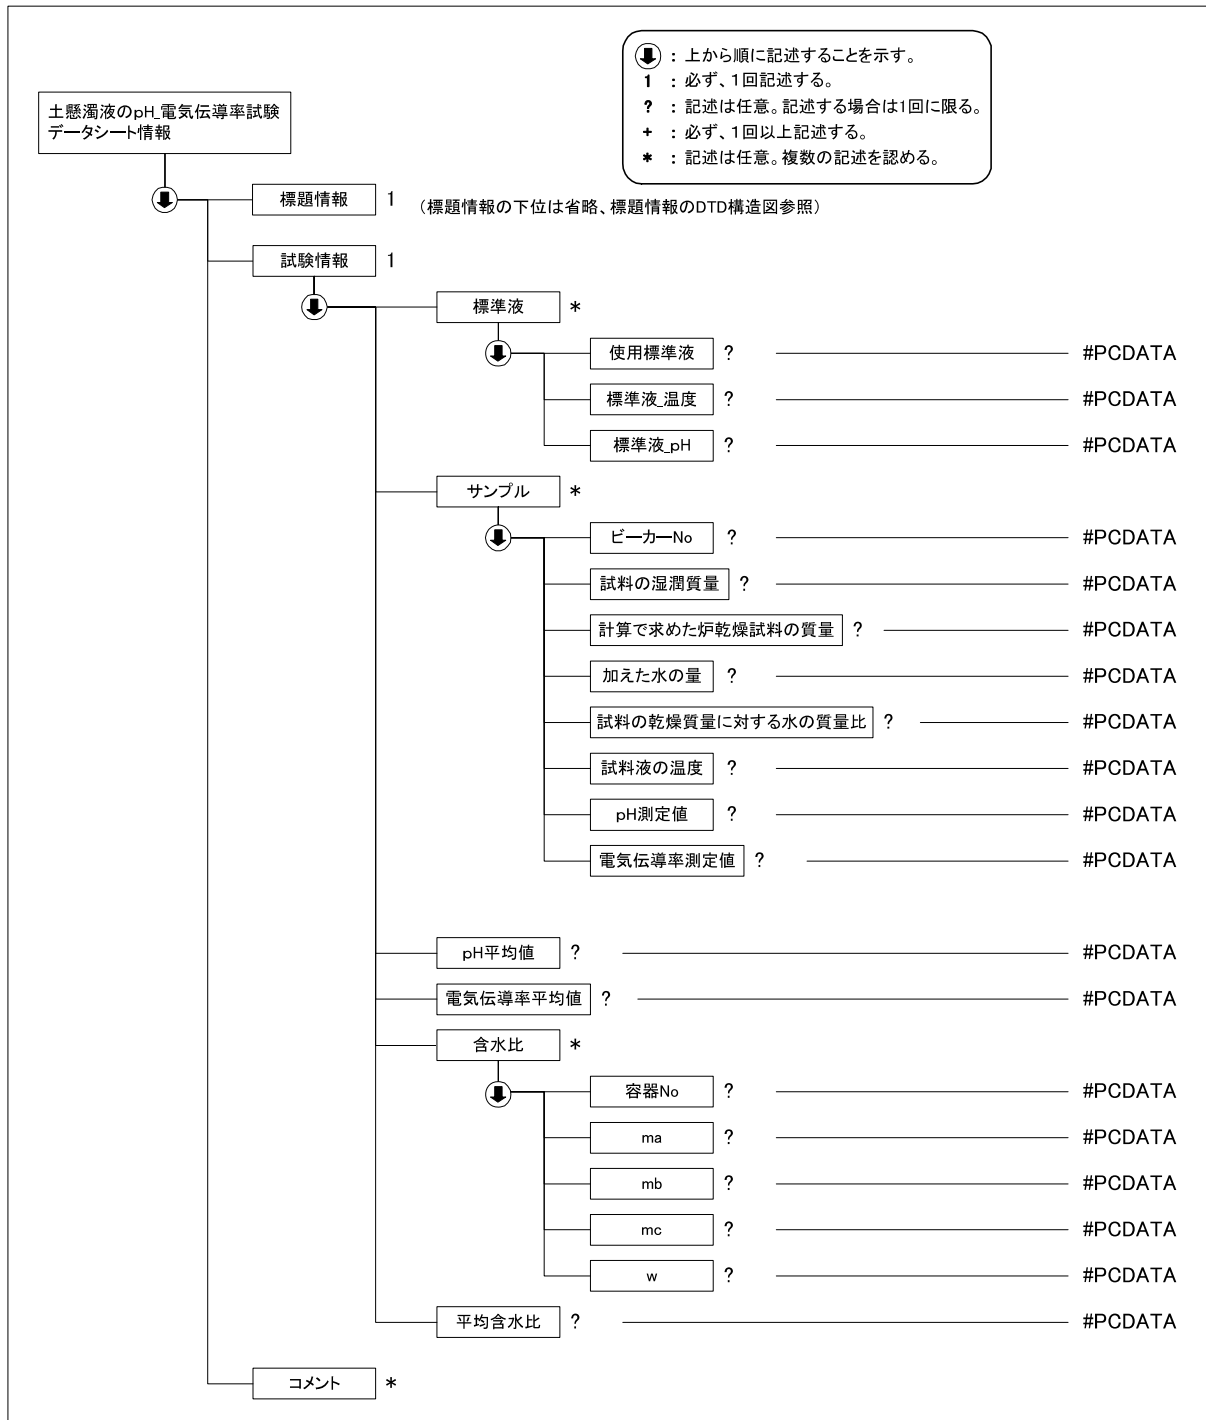 : 上から順に記述することを示す。
1 : 必ず、1回記述する。
? : 記述は任意。記述する場合は1回に限る。
+ : 必ず、1回以上記述する。
* : 記述は任意。複数の記述を認める。
土懸濁液のpH_電気伝導率試験
データシート情報
標題情報 1 (標題情報の下位は省略、標題情報のDTD構造図参照)
試験情報 1
標準液 *
使用標準液 ? #PCDATA
標準液_温度 ? #PCDATA
標準液_pH ? #PCDATA
サンプル *
ビーカーNo ? #PCDATA
試料の湿潤質量 ? #PCDATA
計算で求めた炉乾燥試料の質量 ? #PCDATA
加えた水の量 ? #PCDATA
試料の乾燥質量に対する水の質量比 ? #PCDATA
試料液の温度 ? #PCDATA
pH測定値 ? #PCDATA
電気伝導率測定値 ? #PCDATA
pH平均値 ? #PCDATA
電気伝導率平均値 ? #PCDATA
含水比 *
容器No ? #PCDATA
ma ? #PCDATA
mb ? #PCDATA
mc ? #PCDATA
w ? #PCDATA
平均含水比 ? #PCDATA
コメント *